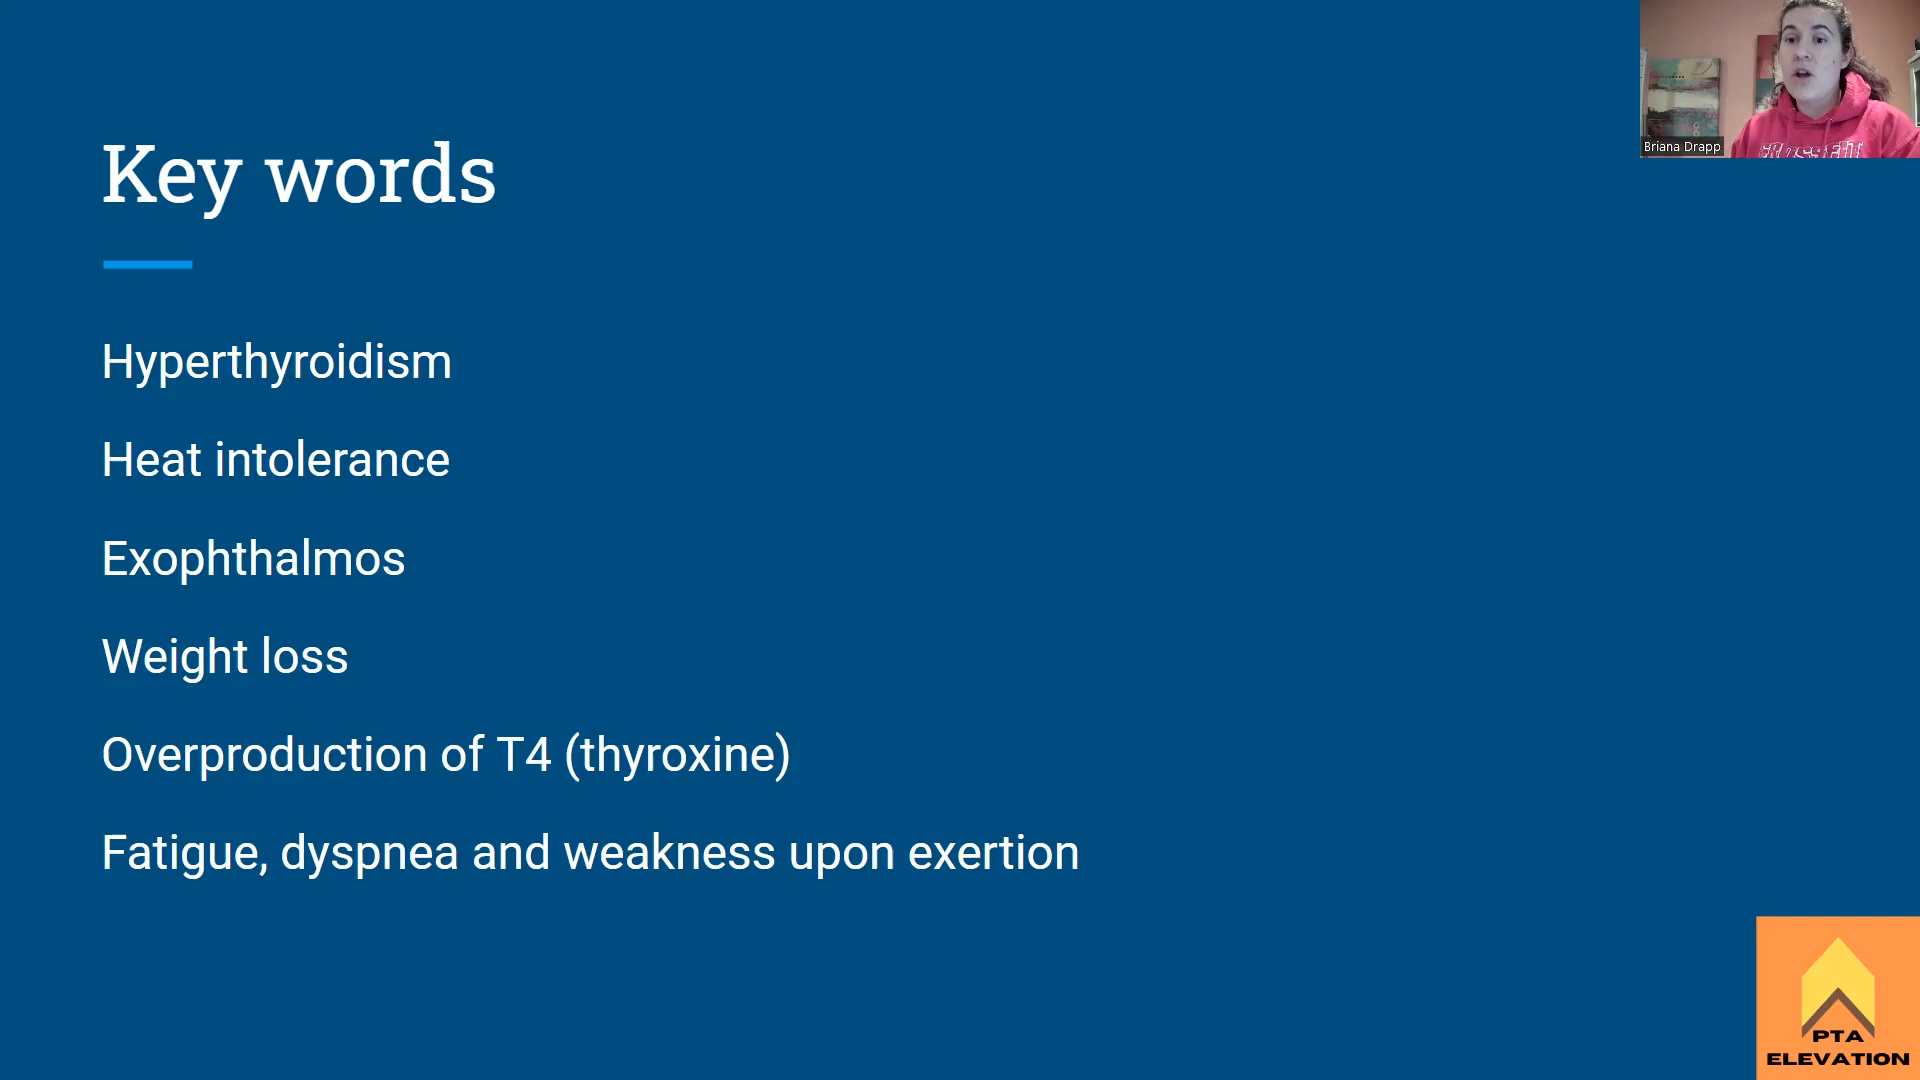 Key words
Hyperthyroidism
Heat intolerance
Exophthalmos
Weight loss
Overproduction of T4 (thyroxine)
Fatigue, dyspnea and weakness upon exertion
Briana Drapp
PTA
ELEVATION